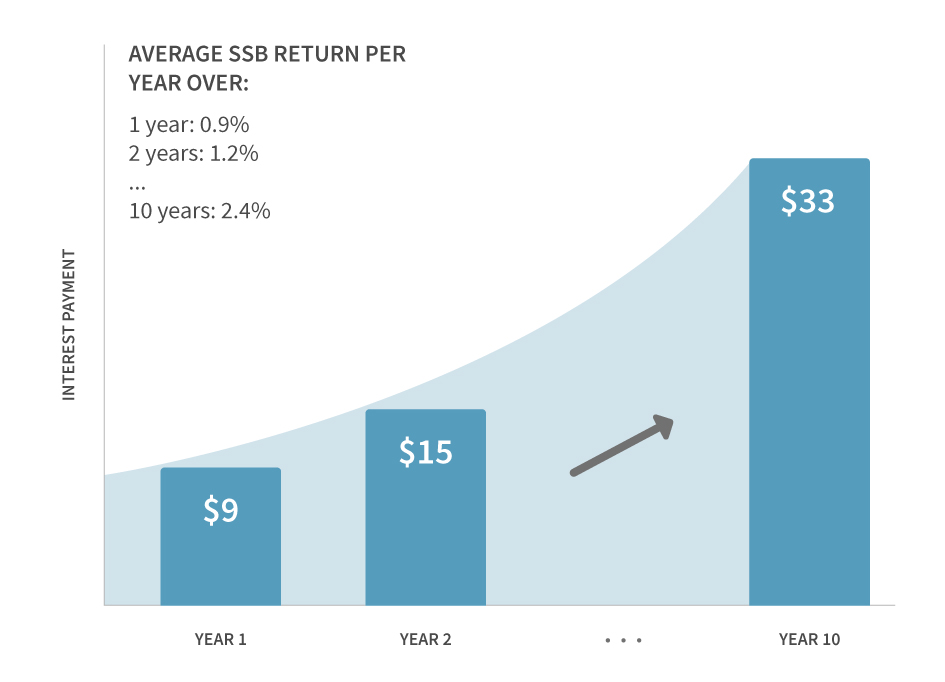 AVERAGE SSB RETURN PER
YEAR OVER:
1 year: 0.9%
2 years: 1.2%
...
10 years: 2.4%
INTEREST PAYMENT
$9
$15
$33
YEAR 1
YEAR 2
• • •
YEAR 10